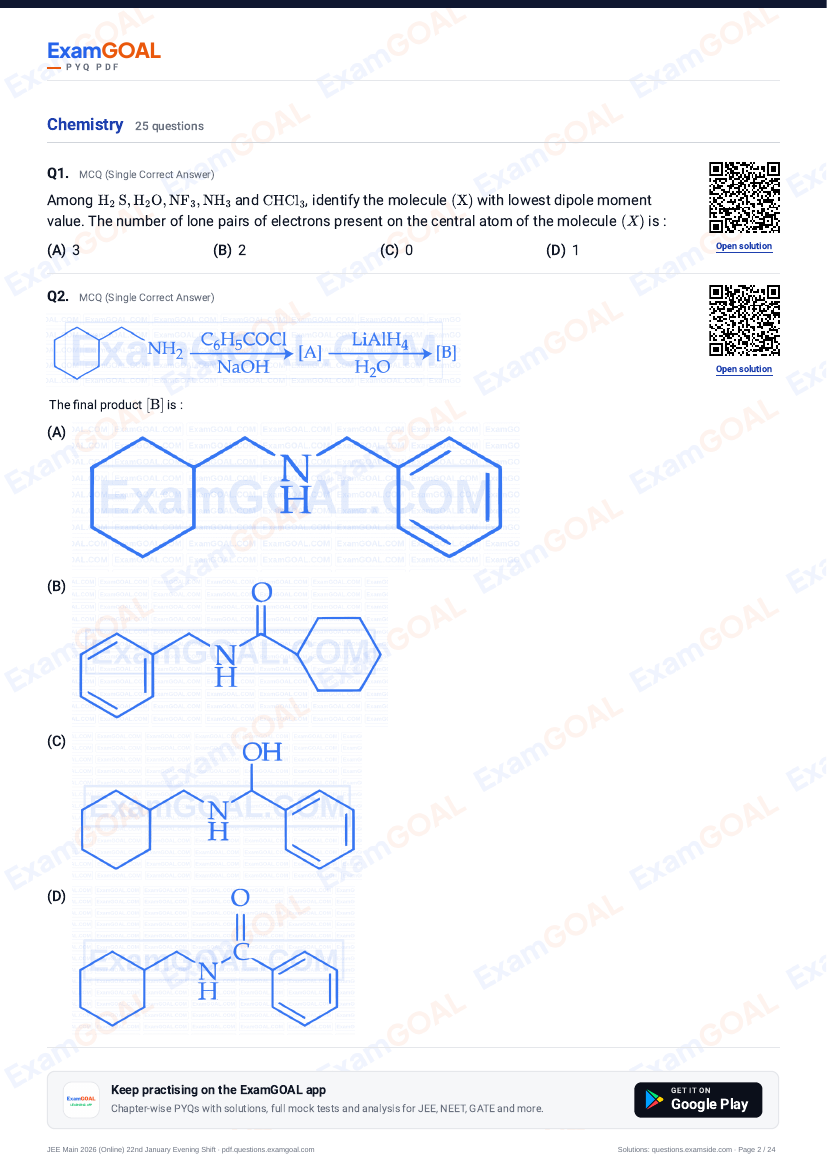 ExamGOAL
PYQ PDF
Chemistry 25 questions
Q1. MCQ (Single Correct Answer)
Among H₂ S, H₂O, NF₃, NH₃ and CHCl₃, identify the molecule (X) with lowest dipole moment
value. The number of lone pairs of electrons present on the central atom of the molecule (X) is :
(A) 3 (B) 2 (C) 0 (D) 1
Open solution
Q2. MCQ (Single Correct Answer)
NH₂ C₆H₅COCl NaOH [A] LiAlH₄ H₂O [B]
Open solution
The final product [B] is :
(A)
N
H
(B)
O
N
H
(C)
OH
N
H
(D)
O
C
N
H
ExamGOAL
Keep practising on the ExamGOAL app
Chapter-wise PYQs with solutions, full mock tests and analysis for JEE, NEET, GATE and more.
GET IT ON
Google Play
JEE Main 2026 (Online) 22nd January Evening Shift · pdf.questions.examgoal.com
Solutions: questions.examside.com · Page 2 / 24